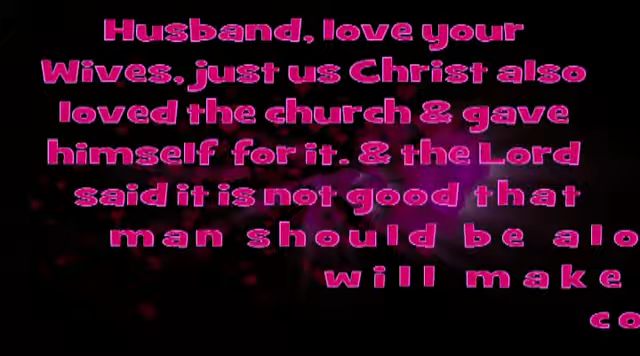 Husband, love your
Wives, just us Christ also
loved the church & gave
himself for it. & the Lord
said it is not good that
man should be alo
will make
co